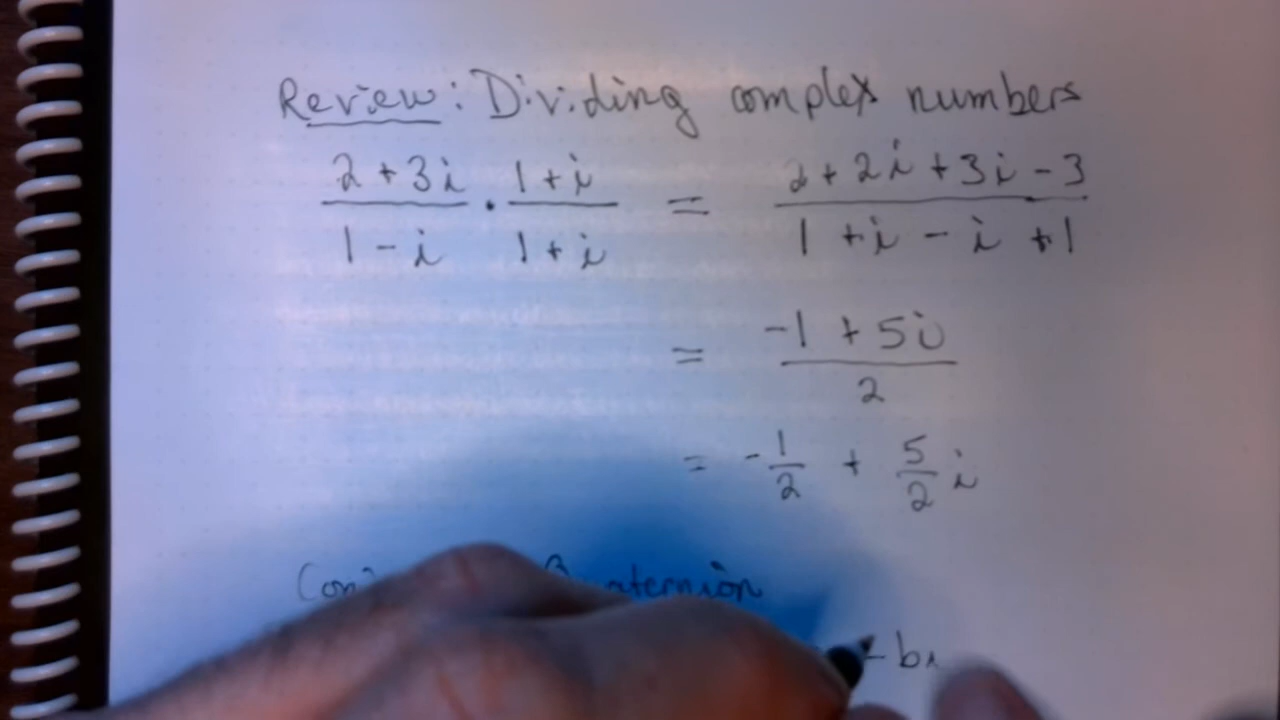 Review: Dividing complex numbers
2 + 3i / 1 - i · 1 + i / 1 + i = 2 + 2i + 3i - 3 / 1 + i - i + 1
= -1 + 5i / 2
= - 1/2 + 5/2 i
- bi